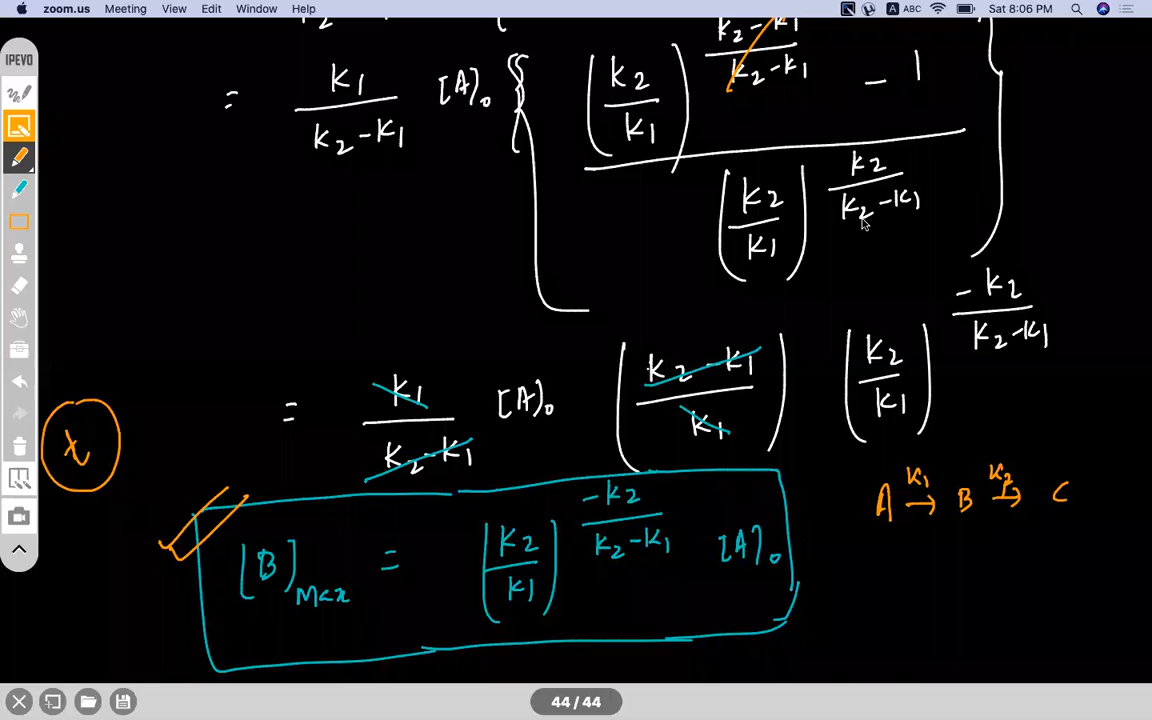 zoom.us Meeting View Edit Window Help ABC Sat 8:06 PM
IPEVO
= K1 / (K2 - K1) [A]₀ { ( (K2 / K1)^((K2 - K1) / (K2 - K1)) - 1 ) / (K2 / K1)^(K2 / (K2 - K1)) }
= K1 / (K2 - K1) [A]₀ ((K2 - K1) / K1) (K2 / K1)^(-K2 / (K2 - K1))
t
A K1→ B K2→ C
[B]Max = (K2 / K1)^(-K2 / (K2 - K1)) [A]₀
44 / 44